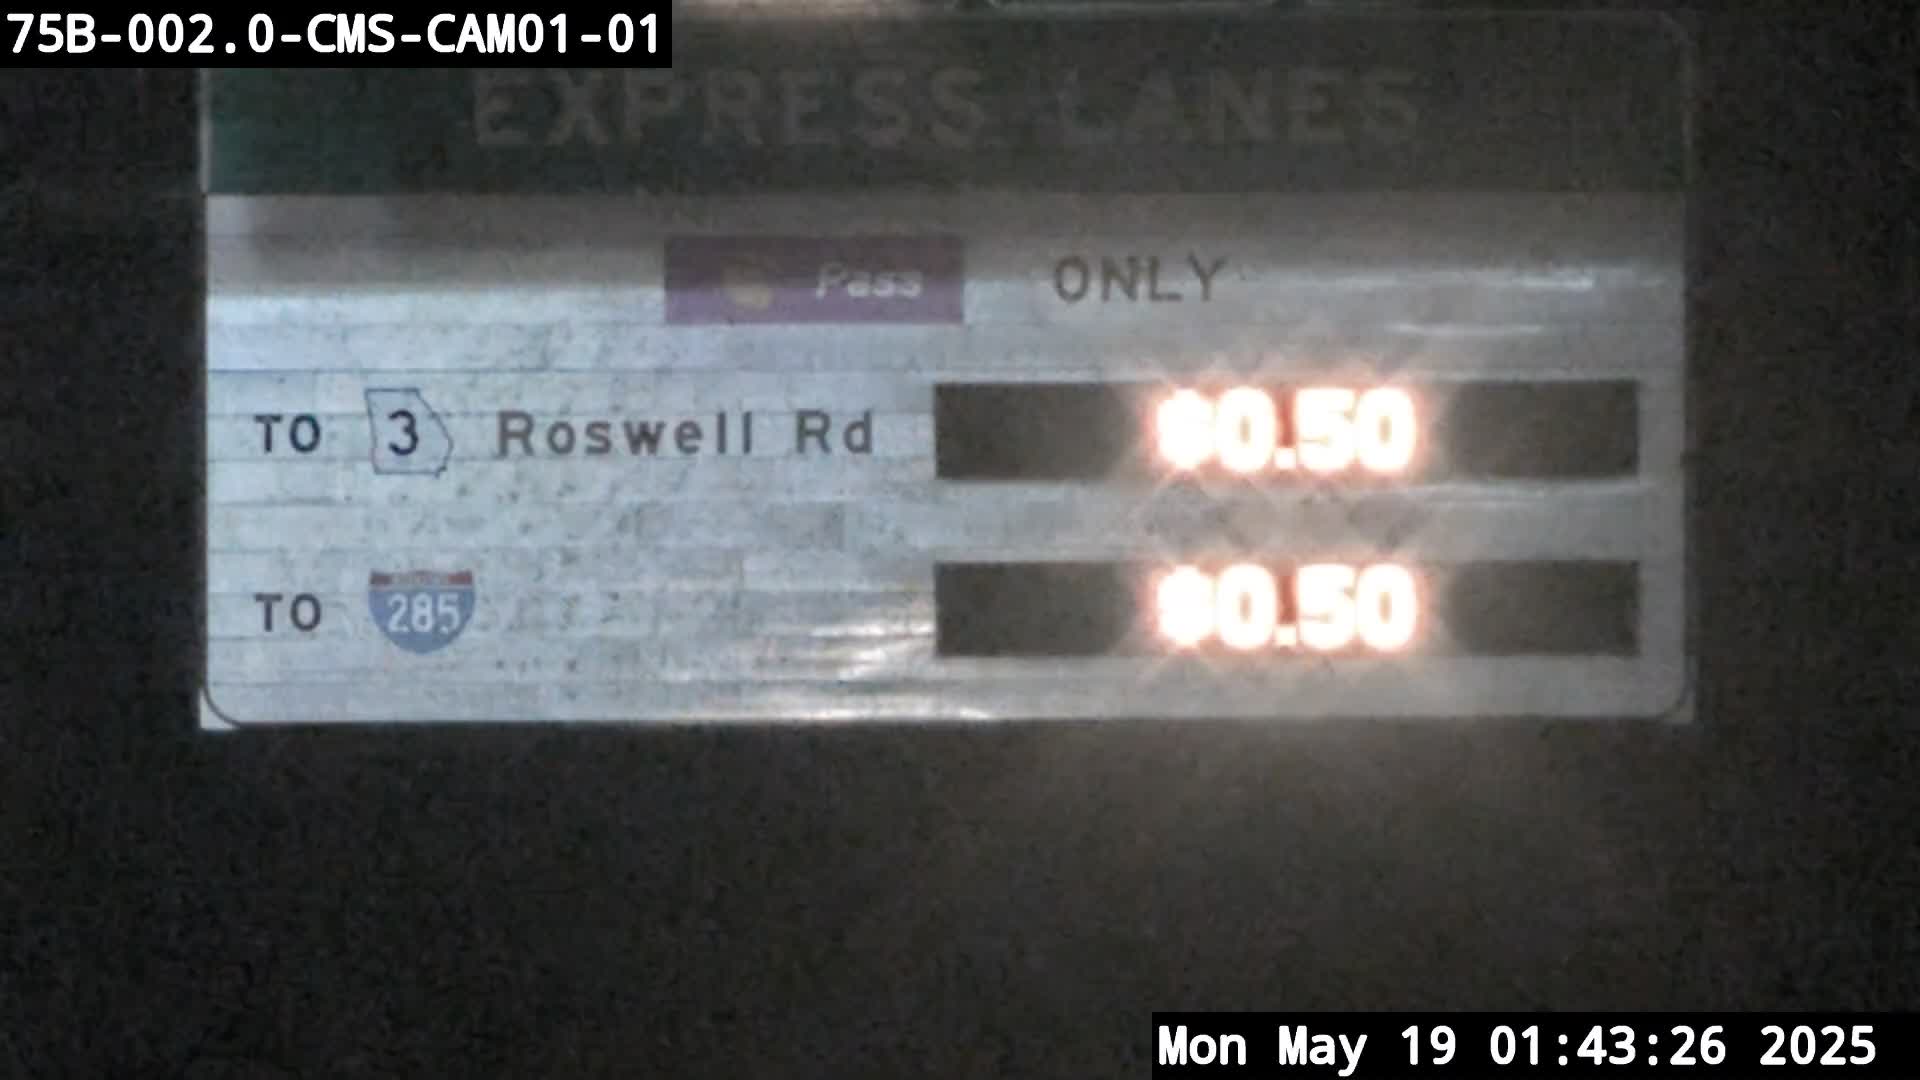 75B-002.0-CMS-CAM01-01
EXPRESS LANES
Pass ONLY
TO 3 Roswell Rd $0.50
TO 285 $0.50
Mon May 19 01:43:26 2025